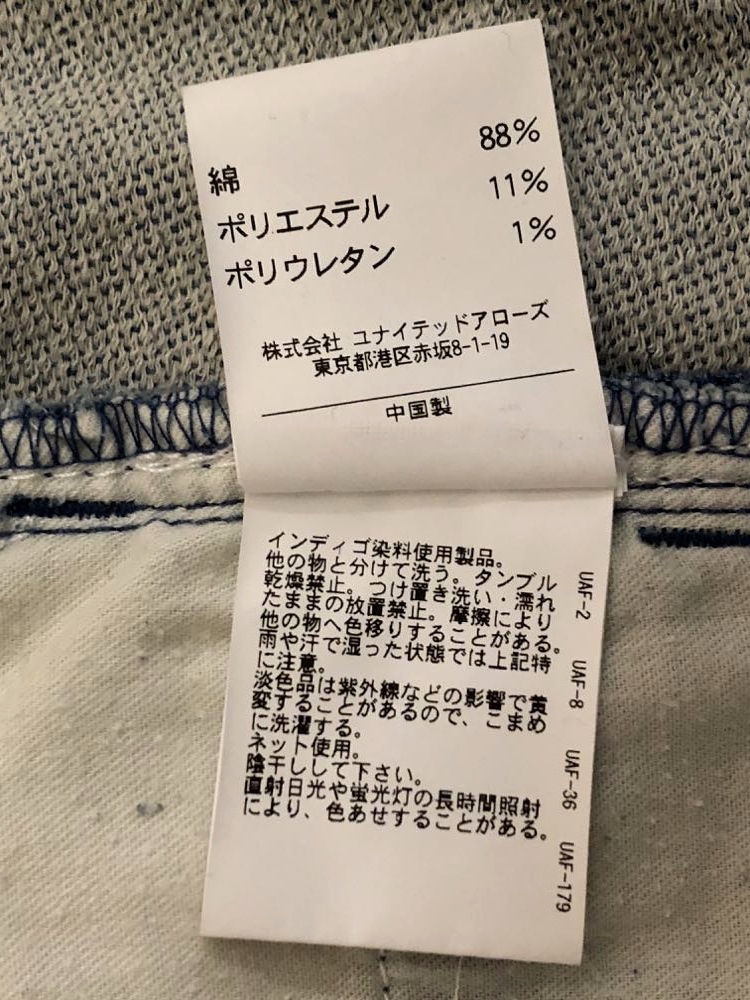 綿 88%
ポリエステル 11%
ポリウレタン 1%
株式会社 ユナイテッドアローズ
東京都港区赤坂8-1-19
中国製
インディゴ染料使用製品。
他の物と分けて洗う。タンブル
乾燥禁止。つけ置き洗い・濡れ
たままの放置禁止。摩擦により
他の物へ色移りすることがある。
雨や汗で湿った状態では上記特
に注意。
淡色品は紫外線などの影響で黄
変することがあるので、こまめ
に洗濯する。
ネット使用。
陰干しして下さい。
直射日光や蛍光灯の長時間照射
により、色あせすることがある。
UAF-2 UAF-8 UAF-36 UAF-179